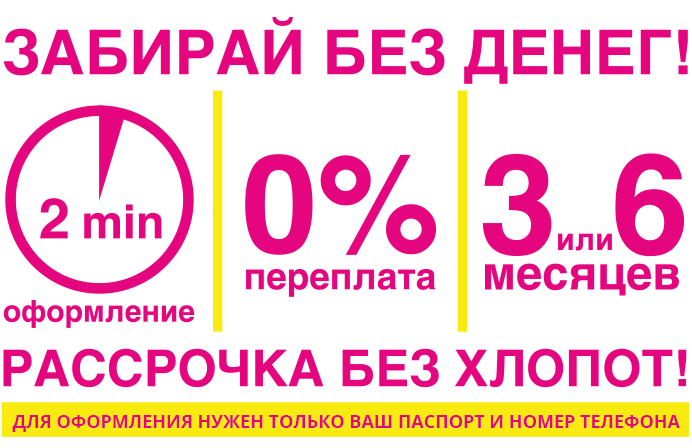 ЗАБИРАЙ БЕЗ ДЕНЕГ!
2 min
оформление
0%
переплата
3 или 6
месяцев
РАССРОЧКА БЕЗ ХЛОПОТ!
ДЛЯ ОФОРМЛЕНИЯ НУЖЕН ТОЛЬКО ВАШ ПАСПОРТ И НОМЕР ТЕЛЕФОНА